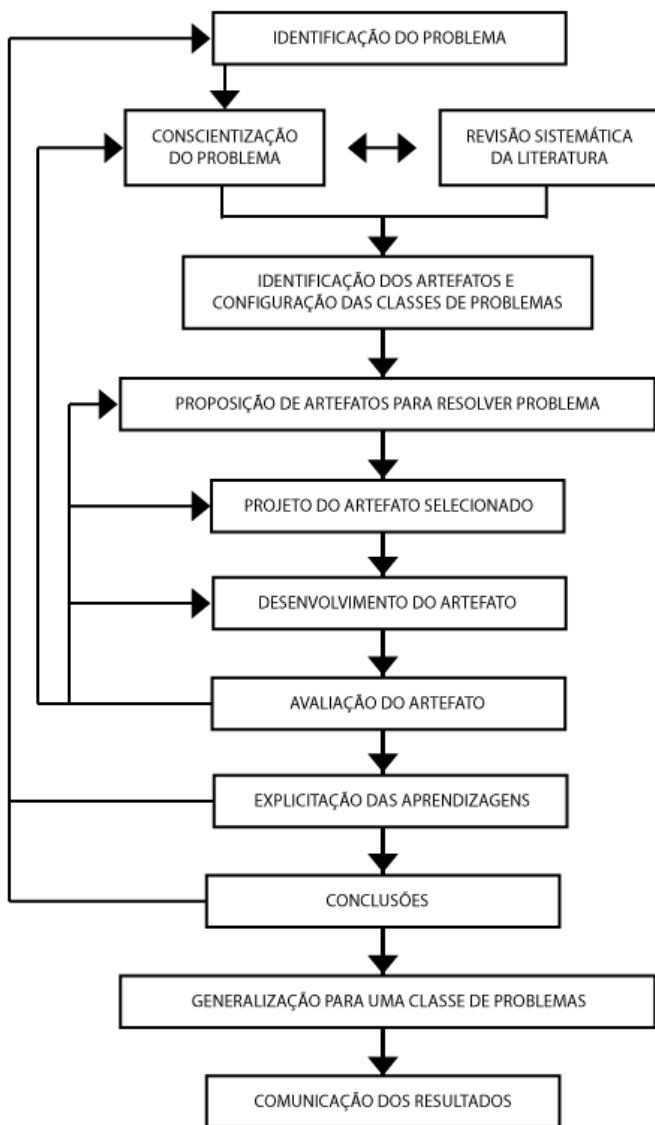 IDENTIFICAÇÃO DO PROBLEMA
CONSCIENTIZAÇÃO
DO PROBLEMA
REVISÃO SISTEMÁTICA
DA LITERATURA
IDENTIFICAÇÃO DOS ARTEFATOS E
CONFIGURAÇÃO DAS CLASSES DE PROBLEMAS
PROPOSIÇÃO DE ARTEFATOS PARA RESOLVER PROBLEMA
PROJETO DO ARTEFATO SELECIONADO
DESENVOLVIMENTO DO ARTEFATO
AVALIAÇÃO DO ARTEFATO
EXPLICITAÇÃO DAS APRENDIZAGENS
CONCLUSÕES
GENERALIZAÇÃO PARA UMA CLASSE DE PROBLEMAS
COMUNICAÇÃO DOS RESULTADOS